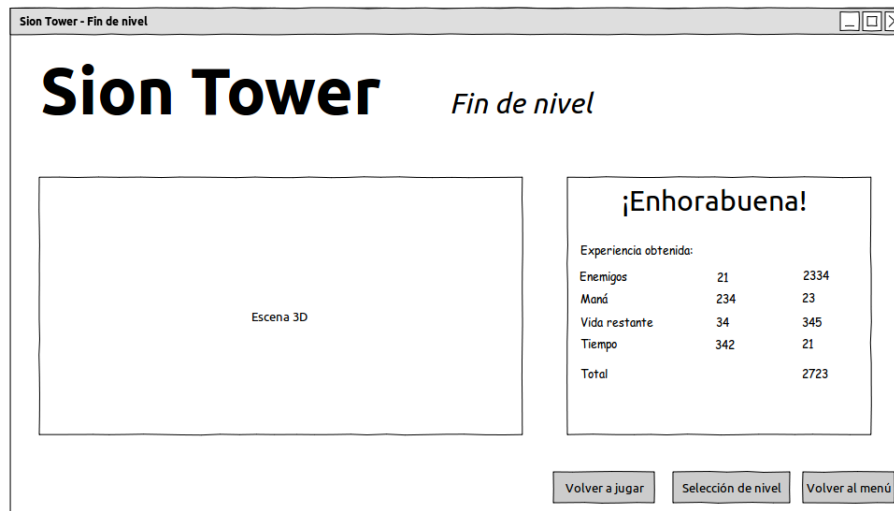 Sion Tower - Fin de nivel
Sion Tower
Fin de nivel
Escena 3D
¡Enhorabuena!
Experiencia obtenida:
Enemigos 21 2334
Maná 234 23
Vida restante 34 345
Tiempo 342 21
Total 2723
Volver a jugar
Selección de nivel
Volver al menú